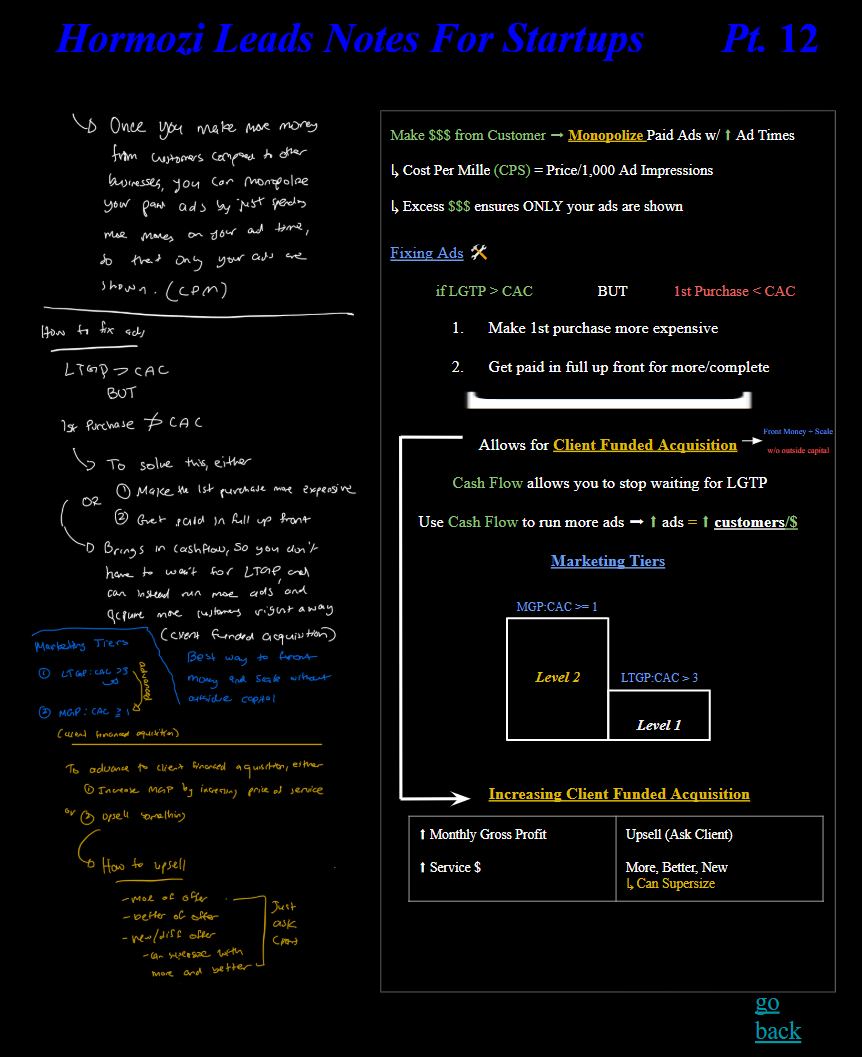 Hormozi Leads Notes For Startups Pt. 12
Once you make more money
from customers compared to other
businesses, you can monopolize
your paid ads by just spending
more money on your ad time,
so that only your ads are
shown. (CPM)
How to fix ads
LTGP > CAC
BUT
1st Purchase ≯ CAC
To solve this, either
① Make the 1st purchase more expensive
OR
② Get paid in full up front
Brings in cashflow, so you don't
have to wait for LTGP, and
can instead run more ads, and
acquire more customers right away
(client funded acquisition)
Marketing Tiers
① LTGP : CAC > 3
② MGP : CAC ≥ 1
advanced
(client financed acquisition)
Best way to front
money and scale without
outside capital
To advance to client financed acquisition, either
① Increase MGP by increasing price of service
or ② upsell something
How to upsell
- more of offer
- better of offer
- new/diff offer
- can supersize with
more and better
Just
ask
Make $$$ from Customer → Monopolize Paid Ads w/ ⬆ Ad Times
↳ Cost Per Mille (CPS) = Price/1,000 Ad Impressions
↳ Excess $$$ ensures ONLY your ads are shown
Fixing Ads 🛠
if LGTP > CAC BUT 1st Purchase < CAC
1. Make 1st purchase more expensive
2. Get paid in full up front for more/complete
Allows for Client Funded Acquisition
Front Money + Scale
w/o outside capital
Cash Flow allows you to stop waiting for LGTP
Use Cash Flow to run more ads ➡ ⬆ ads = ⬆ customers/$
Marketing Tiers
MGP:CAC >= 1
Level 2
LTGP:CAC > 3
Level 1
Increasing Client Funded Acquisition
⬆ Monthly Gross Profit
⬆ Service $
Upsell (Ask Client)
More, Better, New
↳ Can Supersize
go
back